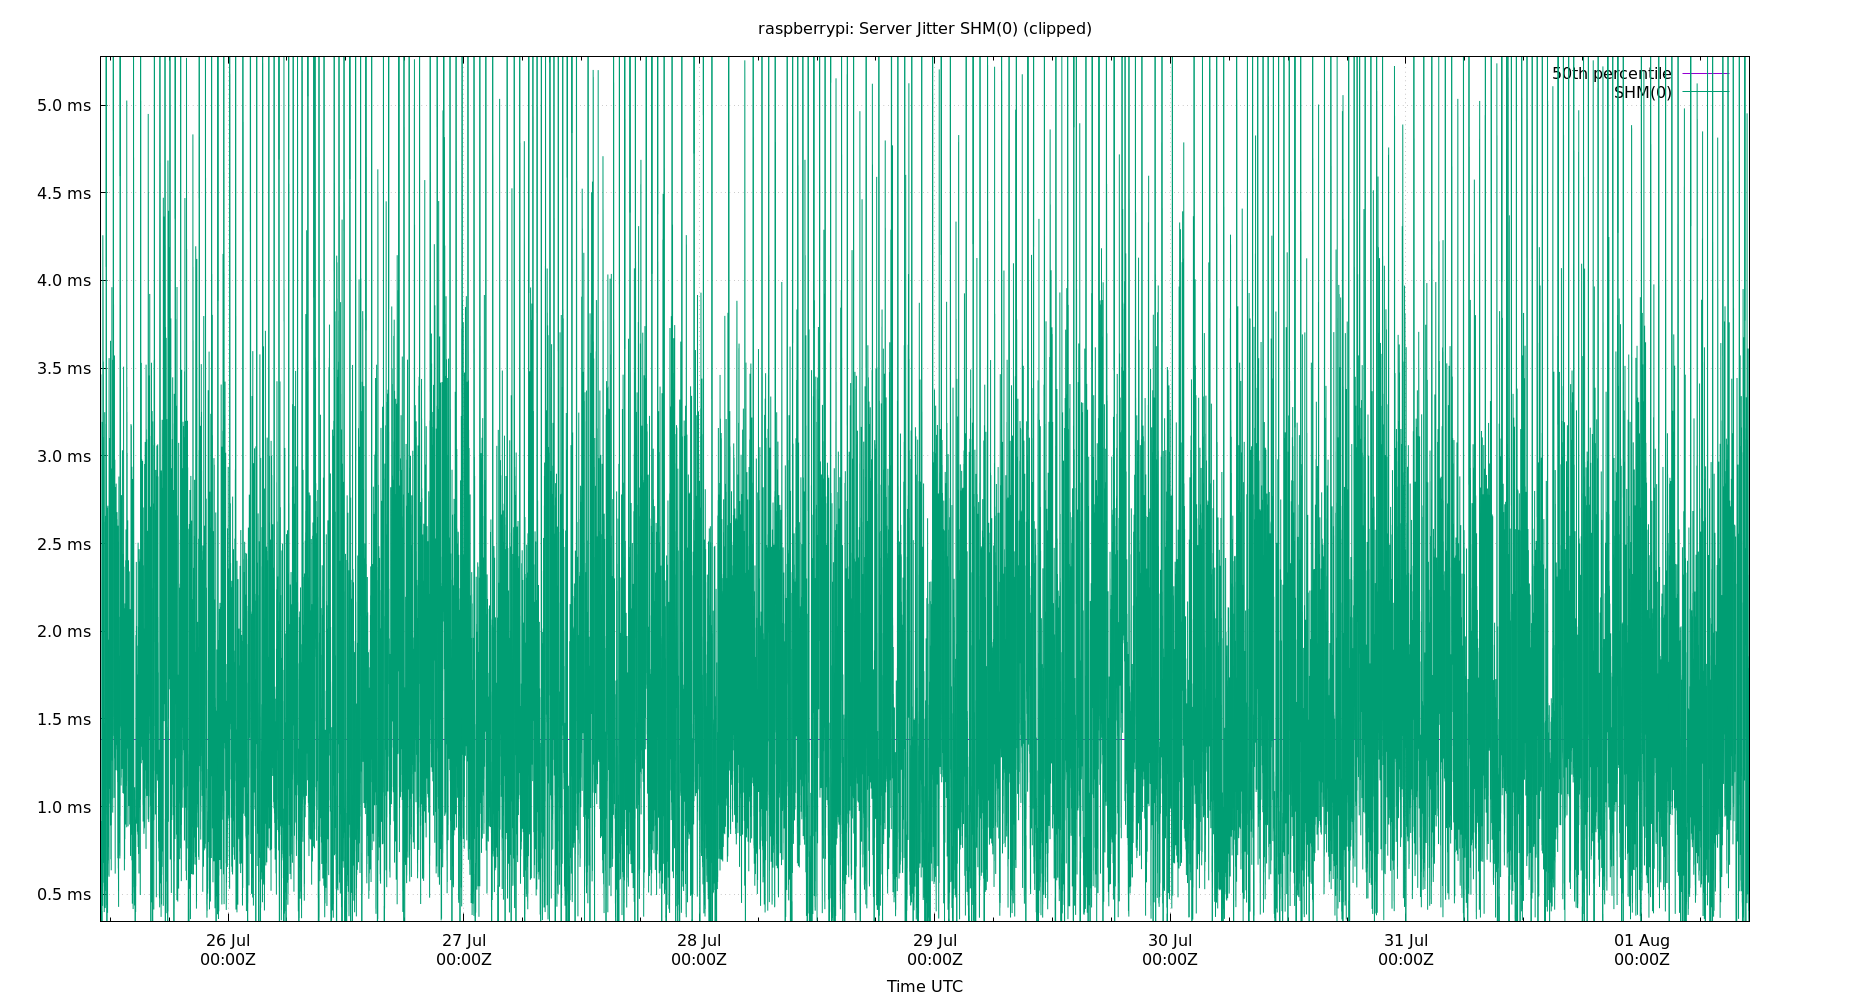 raspberrypi: Server Jitter SHM(0) (clipped)
50th percentile
SHM(0)
5.0 ms
4.5 ms
4.0 ms
3.5 ms
3.0 ms
2.5 ms
2.0 ms
1.5 ms
1.0 ms
0.5 ms
26 Jul 27 Jul 28 Jul 29 Jul 30 Jul 31 Jul 01 Aug
00:00Z 00:00Z 00:00Z 00:00Z 00:00Z 00:00Z 00:00Z
Time UTC